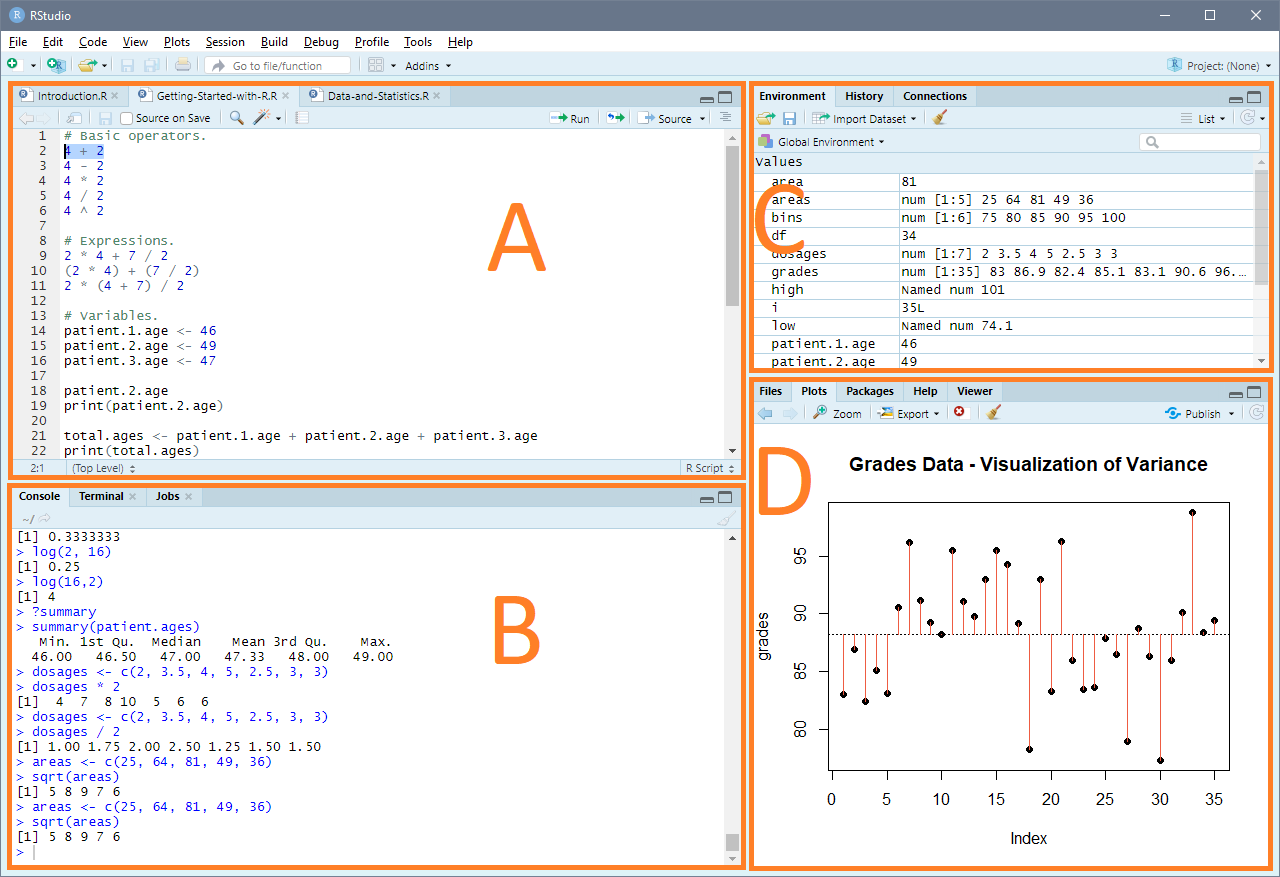 RStudio
File Edit Code View Plots Session Build Debug Profile Tools Help
Go to file/function Addins Project: (None)
Introduction.R Getting-Started-with-R.R Data-and-Statistics.R
Source on Save Run Source
1 # Basic operators.
2 4 + 2
3 4 - 2
4 4 * 2
5 4 / 2
6 4 ^ 2
7
8 # Expressions.
9 2 * 4 + 7 / 2
10 (2 * 4) + (7 / 2)
11 2 * (4 + 7) / 2
12
13 # Variables.
14 patient.1.age <- 46
15 patient.2.age <- 49
16 patient.3.age <- 47
17
18 patient.2.age
19 print(patient.2.age)
20
21 total.ages <- patient.1.age + patient.2.age + patient.3.age
22 print(total.ages)
2:1 (Top Level) R Script
A
Console Terminal Jobs
~/
[1] 0.3333333
> log(2, 16)
[1] 0.25
> log(16,2)
[1] 4
> ?summary
> summary(patient.ages)
Min. 1st Qu. Median Mean 3rd Qu. Max.
46.00 46.50 47.00 47.33 48.00 49.00
> dosages <- c(2, 3.5, 4, 5, 2.5, 3, 3)
> dosages * 2
[1] 4 7 8 10 5 6 6
> dosages <- c(2, 3.5, 4, 5, 2.5, 3, 3)
> dosages / 2
[1] 1.00 1.75 2.00 2.50 1.25 1.50 1.50
> areas <- c(25, 64, 81, 49, 36)
> sqrt(areas)
[1] 5 8 9 7 6
> areas <- c(25, 64, 81, 49, 36)
> sqrt(areas)
[1] 5 8 9 7 6
>
B
Environment History Connections
Import Dataset List
Global Environment
Values
area 81
areas num [1:5] 25 64 81 49 36
bins num [1:6] 75 80 85 90 95 100
df 34
dosages num [1:7] 2 3.5 4 5 2.5 3 3
grades num [1:35] 83 86.9 82.4 85.1 83.1 90.6 96...
high Named num 101
i 35L
low Named num 74.1
patient.1.age 46
patient.2.age 49
C
Files Plots Packages Help Viewer
Zoom Export Publish
D
Grades Data - Visualization of Variance
grades
95
90
85
80
0 5 10 15 20 25 30 35
Index